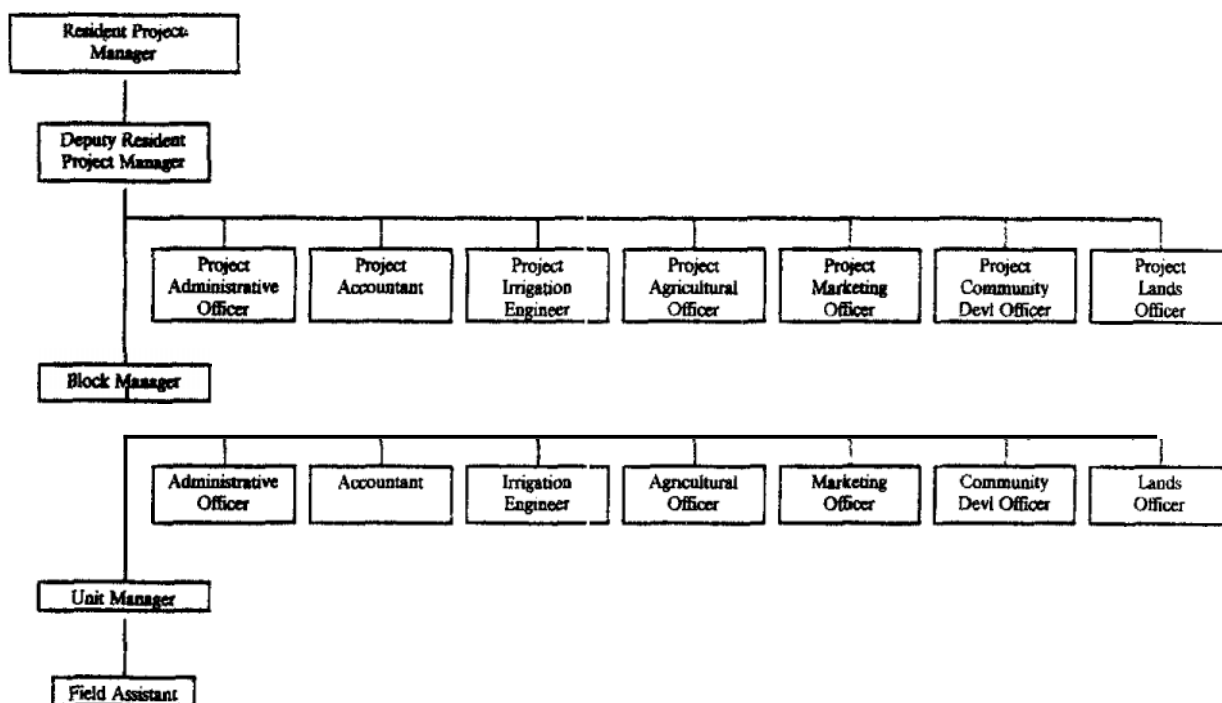 Resident Project
Manager
Deputy Resident
Project Manager
Project
Administrative
Officer
Project
Accountant
Project
Irrigation
Engineer
Project
Agricultural
Officer
Project
Marketing
Officer
Project
Community
Devl Officer
Project
Lands
Officer
Block Manager
Administrative
Officer
Accountant
Irrigation
Engineer
Agricultural
Officer
Marketing
Officer
Community
Devl Officer
Lands
Officer
Unit Manager
Field Assistant